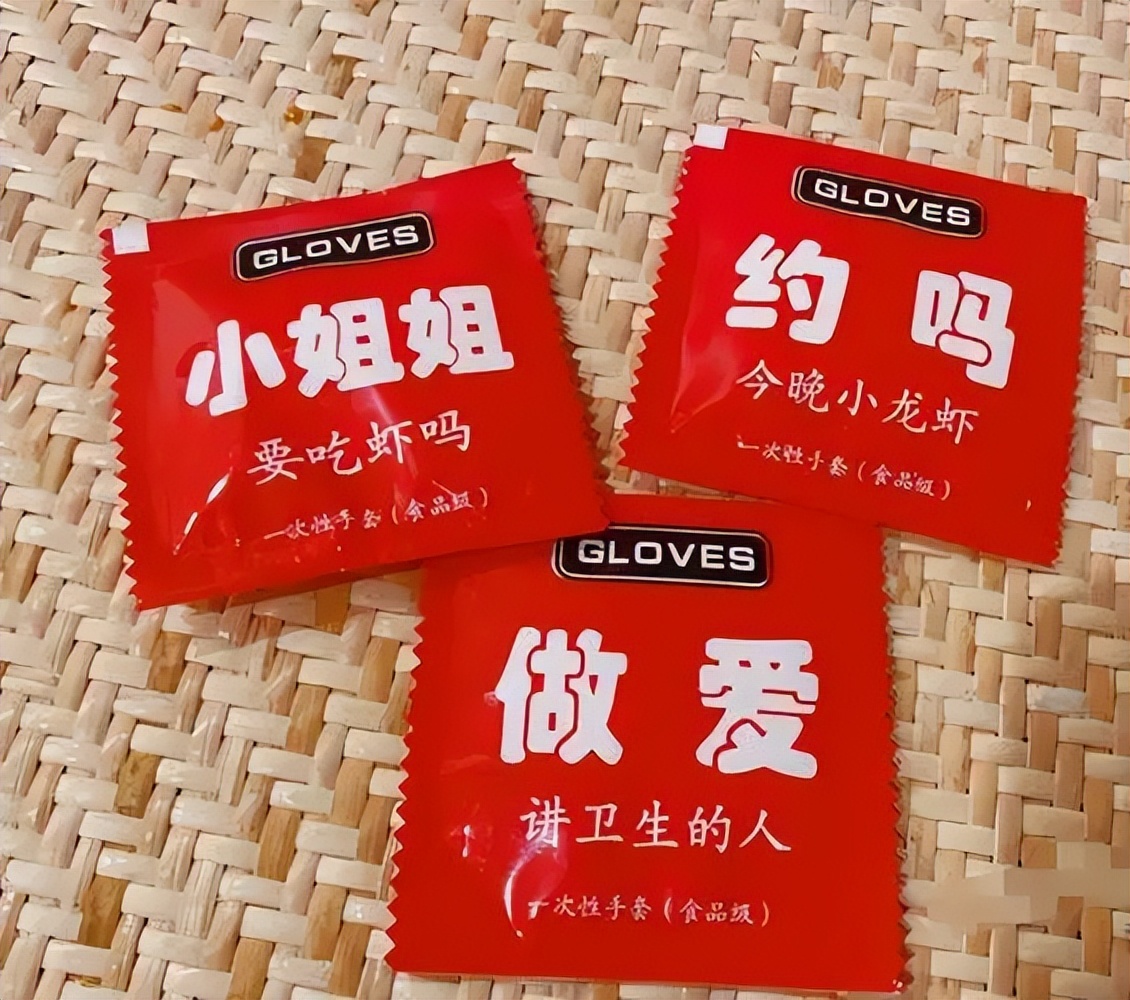 GLOVES
小姐姐
要吃虾吗
一次性手套（食品级）
GLOVES
约吗
今晚小龙虾
一次性手套（食品级）
GLOVES
做爱
讲卫生的人
一次性手套（食品级）